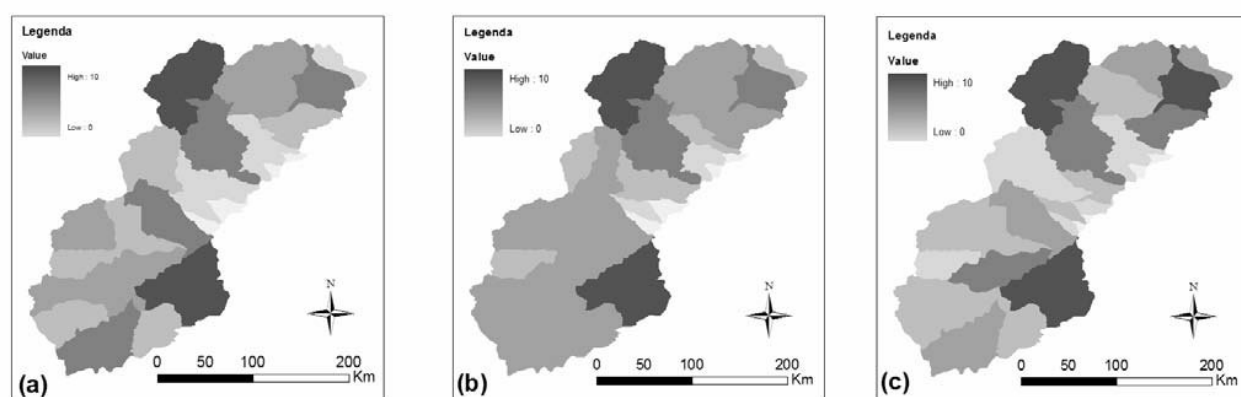 Legenda
Value
High : 10
Low : 0
N
0 50 100 200
Km
(a)
Legenda
Value
High : 10
Low : 0
N
0 50 100 200
Km
(b)
Legenda
Value
High : 10
Low : 0
N
0 50 100 200
Km
(c)